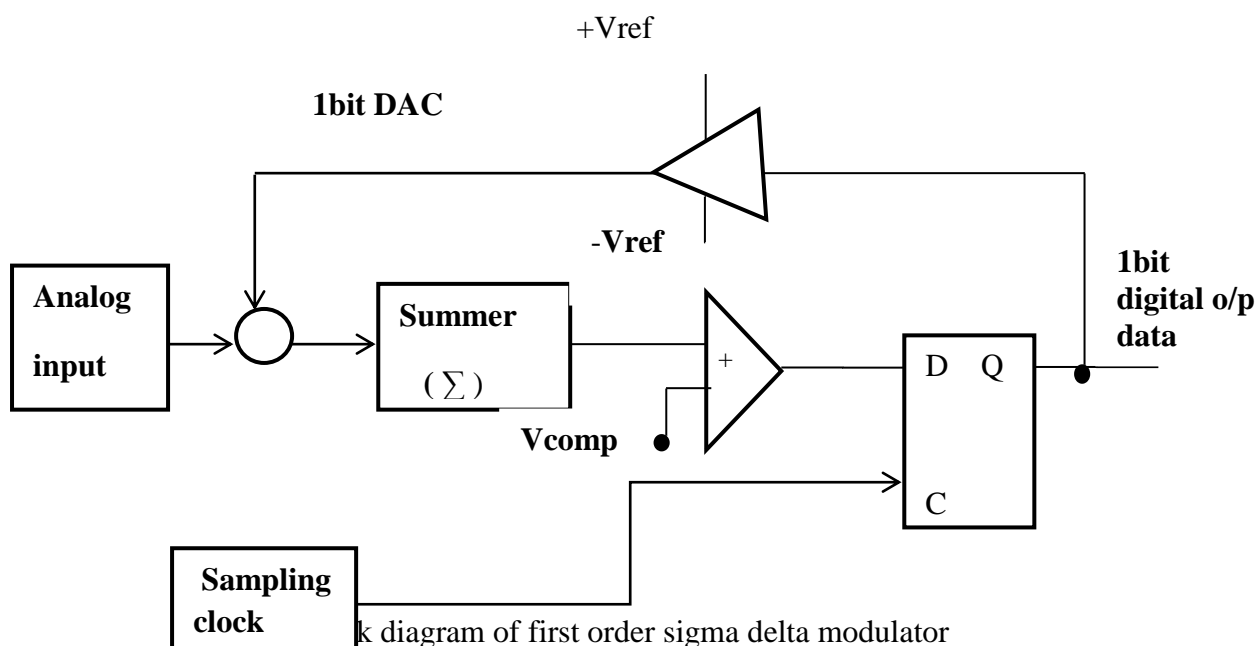 +Vref
1bit DAC
-Vref
1bit
digital o/p
data
Analog
input
Summer
( ∑ )
+
Vcomp
D Q
C
Sampling
clock
k diagram of first order sigma delta modulator